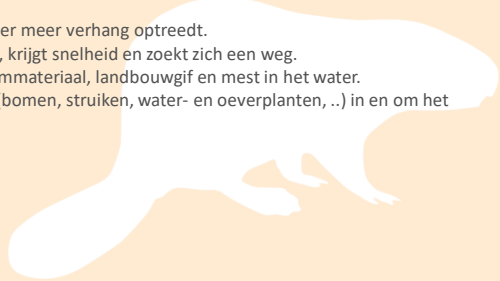 er meer verhang optreedt.
, krijgt snelheid en zoekt zich een weg.
mmateriaal, landbouwgif en mest in het water.
(bomen, struiken, water- en oeverplanten, ..) in en om het